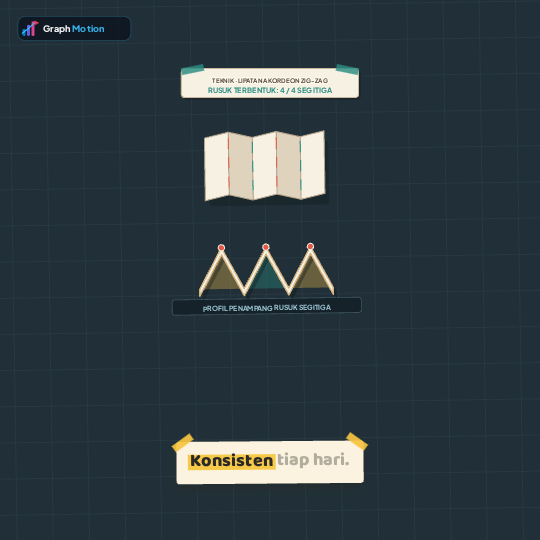 Graph Motion
TEKNIK · LIPATAN AKORDEON ZIG-ZAG
RUSUK TERBENTUK: 4 / 4 SEGITIGA
PROFIL PENAMPANG RUSUK SEGITIGA
Konsisten tiap hari.